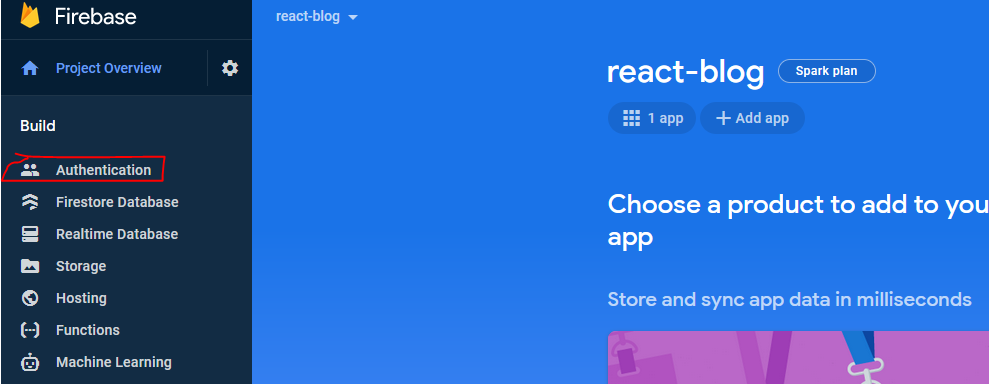 Firebase
react-blog
Project Overview
react-blog
Spark plan
1 app
Add app
Build
Authentication
Firestore Database
Realtime Database
Storage
Hosting
Functions
Machine Learning
Choose a product to add to you
app
Store and sync app data in milliseconds